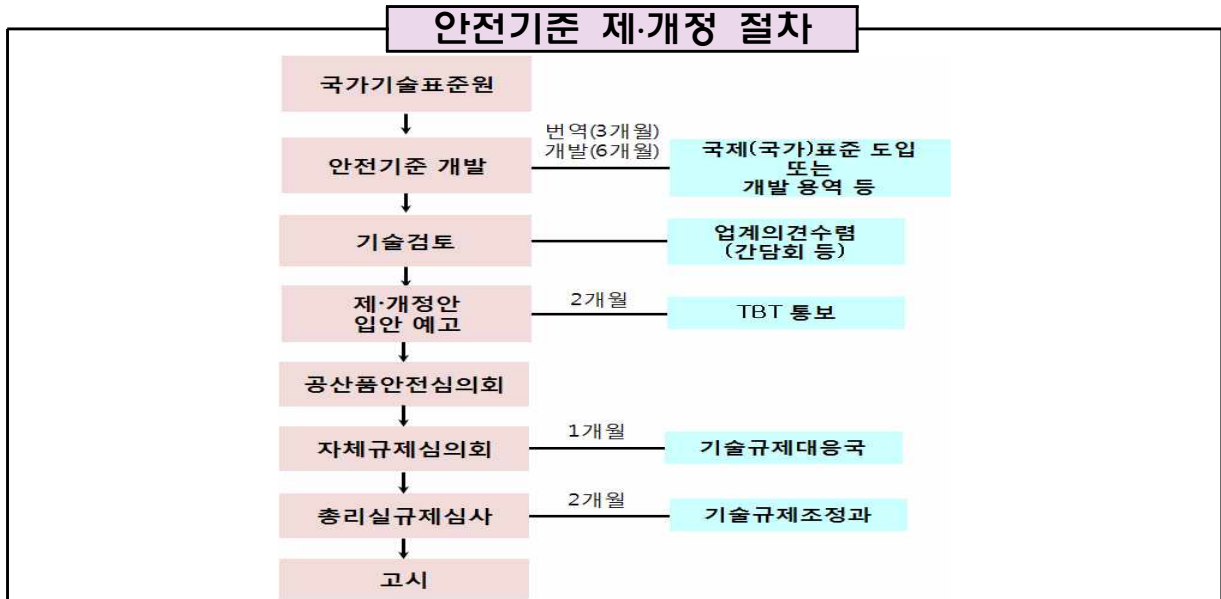 안전기준 제·개정 절차
국가기술표준원
번역(3개월)
개발(6개월)
안전기준 개발
국제(국가)표준 도입
또는
개발 용역 등
기술검토
업계의견수렴
(간담회 등)
제·개정안
입안 예고
2개월
TBT 통보
공산품안전심의회
자체규제심의회
1개월
기술규제대응국
총리실규제심사
2개월
기술규제조정과
고시